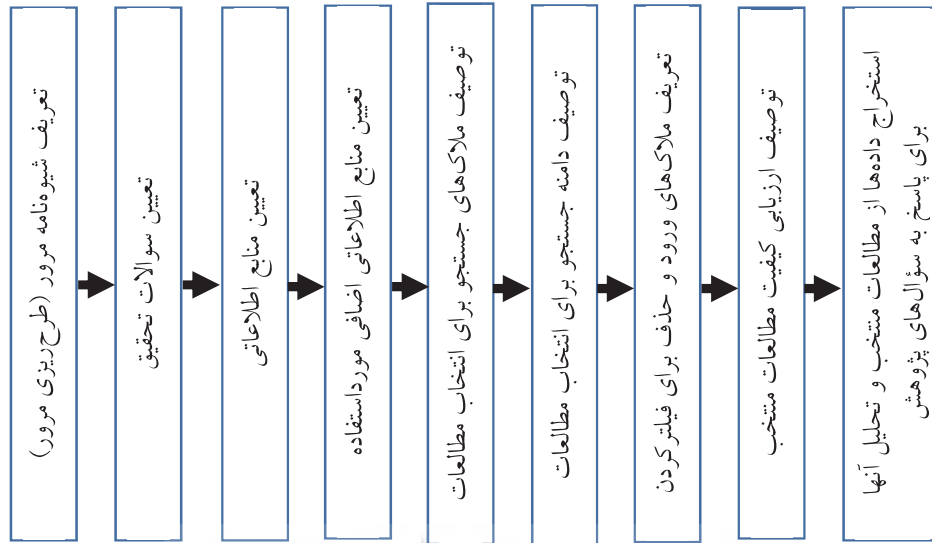 تعریف شیوه‌نامه مرور (طرح‌ریزی مرور)
تعیین سوالات تحقیق
تعیین منابع اطلاعاتی
تعیین منابع اطلاعاتی اضافی مورداستفاده
توصیف ملاک‌های جستجو برای انتخاب مطالعات
توصیف دامنه جستجو برای انتخاب مطالعات
تعریف ملاک‌های ورود و حذف برای فیلتر کردن
توصیف ارزیابی کیفیت مطالعات منتخب
استخراج داده‌ها از مطالعات منتخب و تحلیل آنها
برای پاسخ به سؤال‌های پژوهش